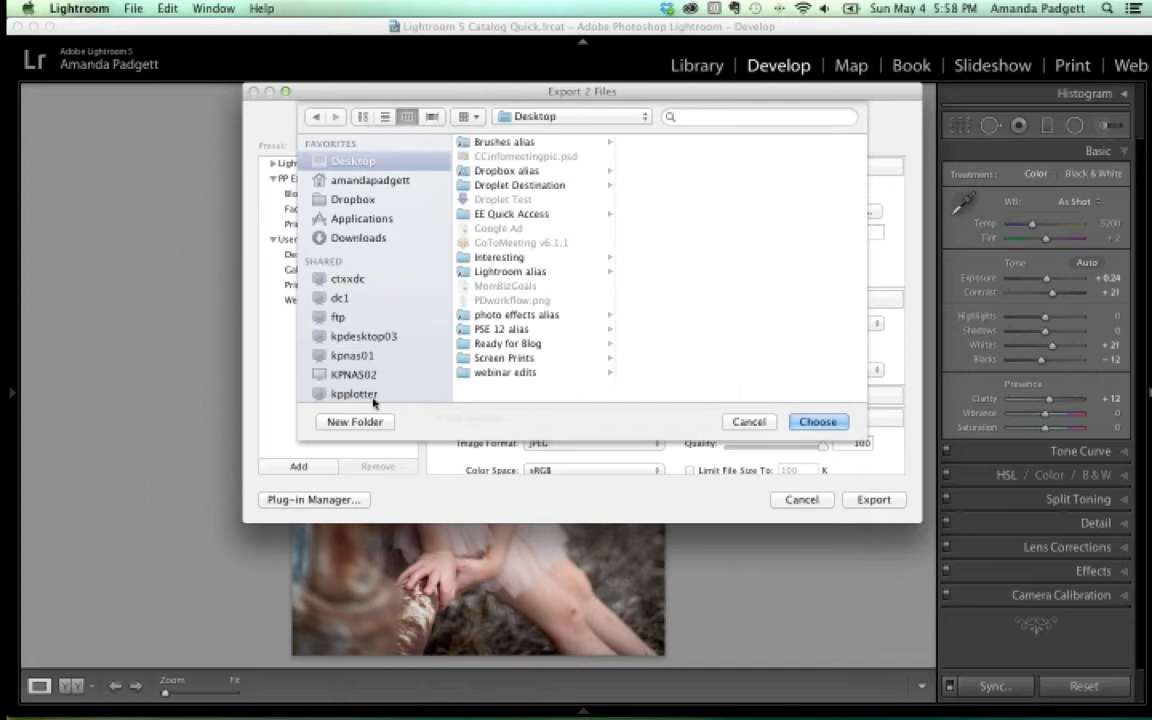 Lightroom File Edit Window Help Sun May 4 5:58 PM Amanda Padgett
Lightroom 5 Catalog Quick.lrcat – Adobe Photoshop Lightroom – Develop
Lr Adobe Lightroom 5
Amanda Padgett
Library | Develop | Map | Book | Slideshow | Print | Web
Export 2 Files
Desktop
Preset:
FAVORITES
Desktop
amandapadgett
Dropbox
Applications
Downloads
SHARED
ctxxdc
dc1
ftp
kpdesktop03
kpnas01
KPNAS02
kpplotter
Brushes alias
CCinfomeetingpic.psd
Dropbox alias
Droplet Destination
Droplet Test
EE Quick Access
Google Ad
GoToMeeting v6.1.1
Interesting
Lightroom alias
MomBizGoals
PDworkflow.png
photo effects alias
PSE 12 alias
Ready for Blog
Screen Prints
webinar edits
New Folder Cancel Choose
Image Format: JPEG Quality: 100
Color Space: sRGB Limit File Size To: 100 K
Add Remove
Plug-in Manager... Cancel Export
Histogram
Basic
Treatment: Color Black & White
WB: As Shot
Temp 5200
Tint + 2
Tone Auto
Exposure + 0.24
Contrast + 21
Highlights 0
Shadows 0
Whites + 21
Blacks – 12
Presence
Clarity + 12
Vibrance 0
Saturation 0
Tone Curve
HSL / Color / B & W
Split Toning
Detail
Lens Corrections
Effects
Camera Calibration
Y Y Zoom Fit
Sync... Reset